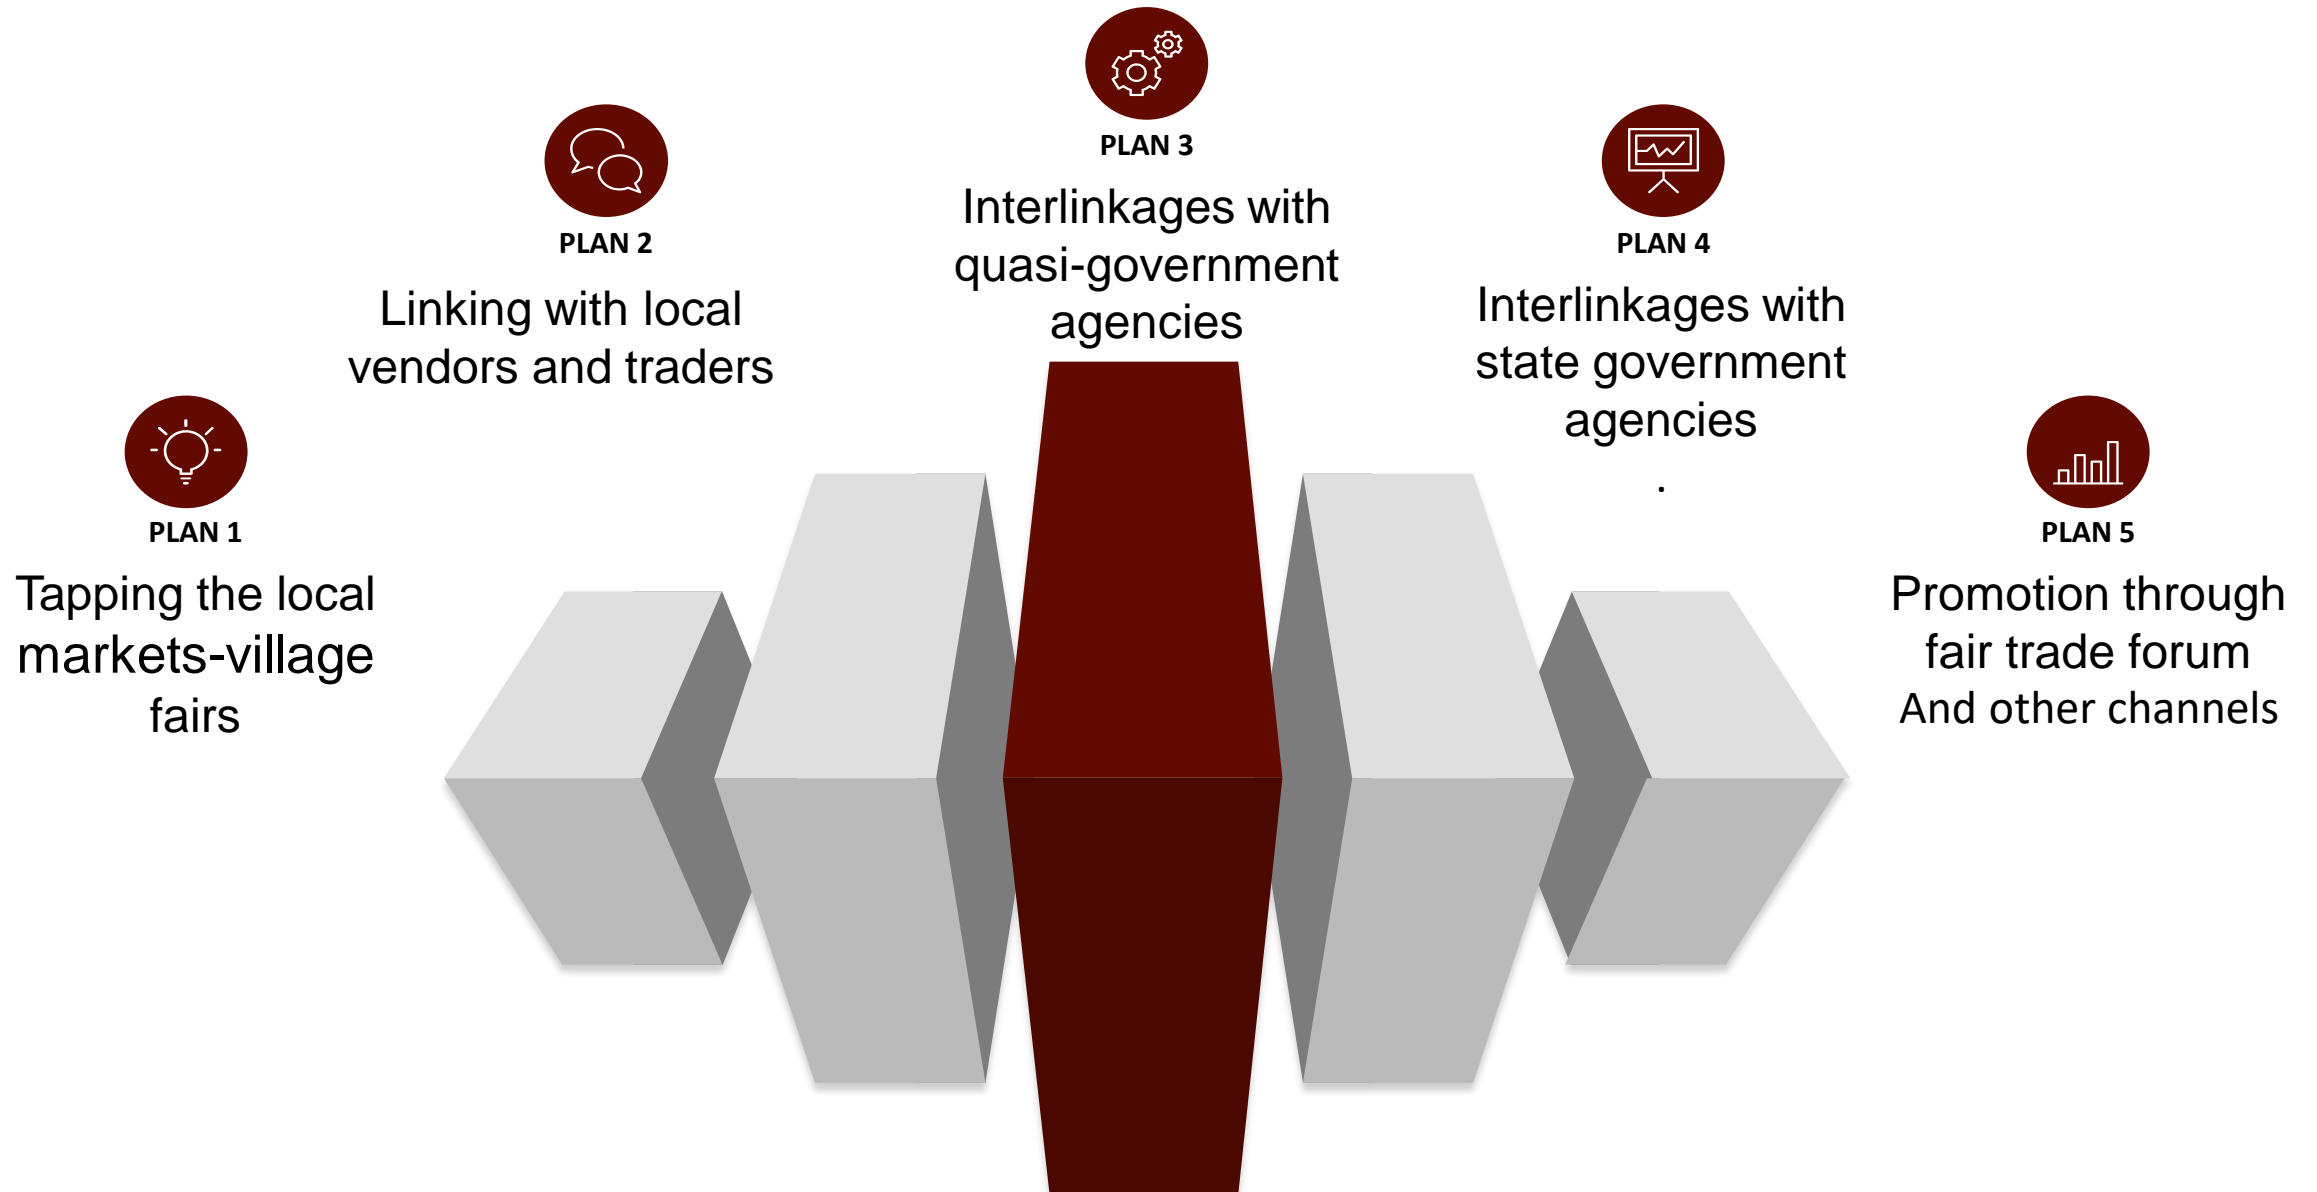 PLAN 1
Tapping the local
markets-village
fairs
PLAN 2
Linking with local
vendors and traders
PLAN 3
Interlinkages with
quasi-government
agencies
PLAN 4
Interlinkages with
state government
agencies
.
PLAN 5
Promotion through
fair trade forum
And other channels